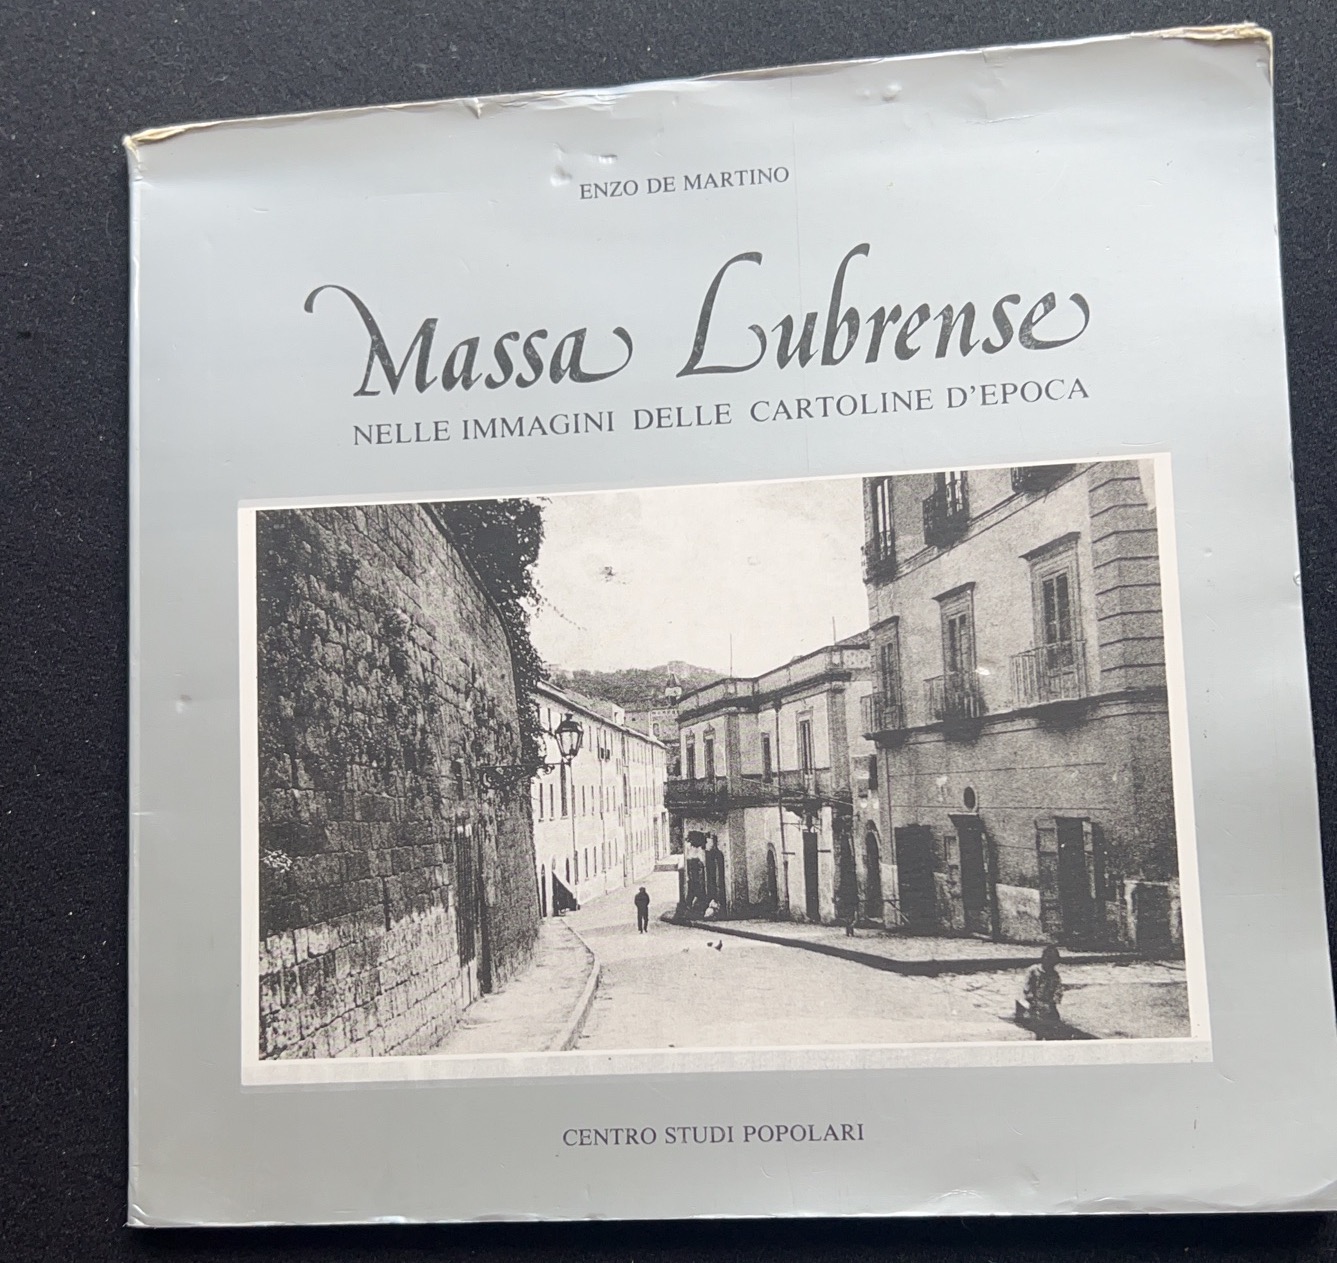 ENZO DE MARTINO
Massa Lubrense
NELLE IMMAGINI DELLE CARTOLINE D'EPOCA
CENTRO STUDI POPOLARI